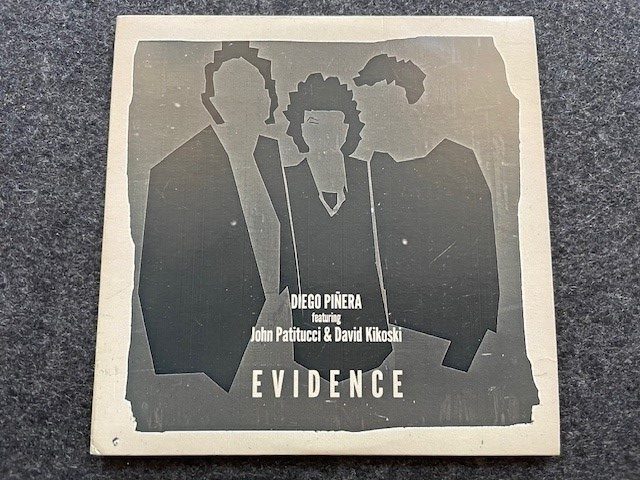 DIEGO PIÑERA
featuring
John Patitucci & David Kikoski
EVIDENCE